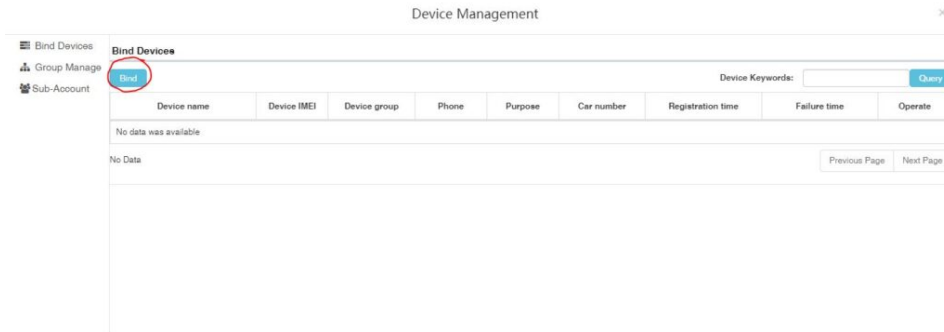 Device Management
Bind Devices
Group Manage
Sub-Account
Bind Devices
Bind
Device Keywords:
Query
Device name Device IMEI Device group Phone Purpose Car number Registration time Failure time Operate
No data was available
No Data
Previous Page Next Page